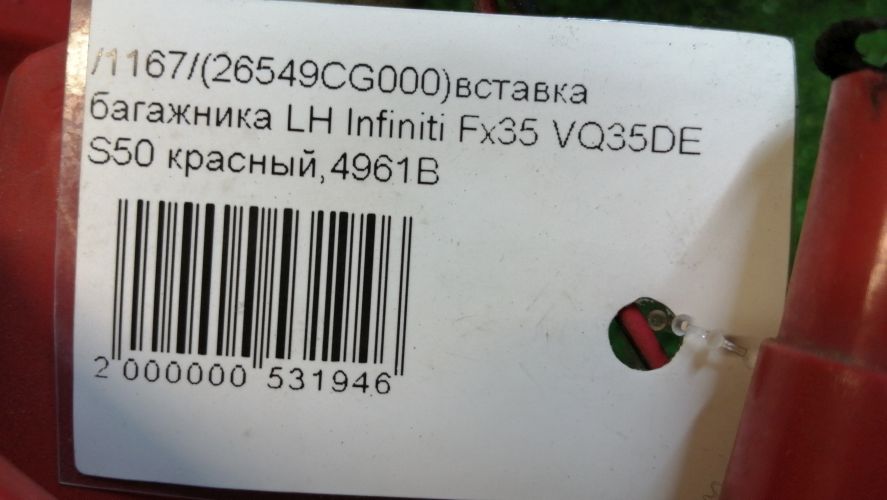 /1167/(26549CG000)вставка
багажника LH Infiniti Fx35 VQ35DE
S50 красный,4961B
2 000000 531946